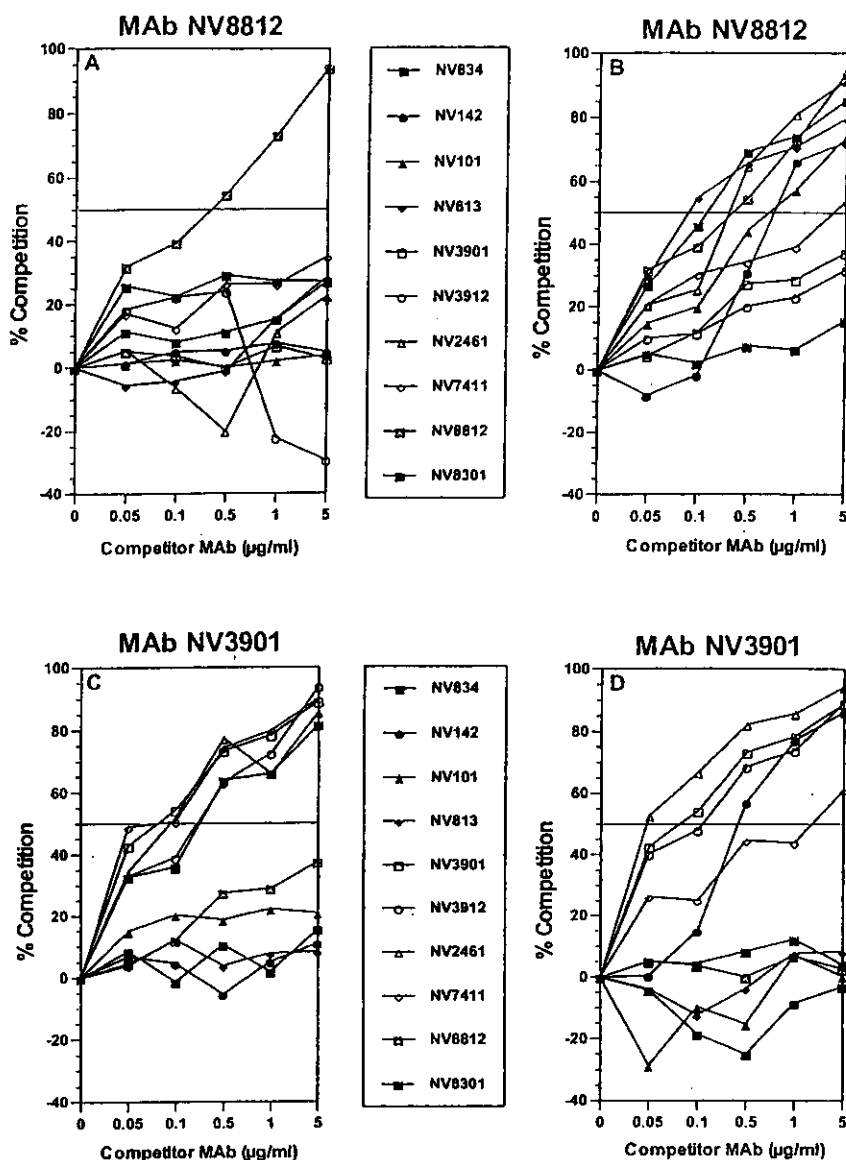 MAb NV8812
A
% Competition
100
80
60
40
20
0
-20
-40
0 0.05 0.1 0.5 1 5
Competitor MAb (µg/ml)
NV834
NV142
NV101
NV813
NV3901
NV3912
NV2461
NV7411
NV8812
NV8301
MAb NV8812
B
% Competition
100
80
60
40
20
0
-20
-40
0 0.05 0.1 0.5 1 5
Competitor MAb (µg/ml)
MAb NV3901
C
% Competition
100
80
60
40
20
0
-20
-40
0 0.05 0.1 0.5 1 5
Competitor MAb (µg/ml)
NV834
NV142
NV101
NV813
NV3901
NV3912
NV2461
NV7411
NV8812
NV8301
MAb NV3901
D
% Competition
100
80
60
40
20
0
-20
-40
0 0.05 0.1 0.5 1 5
Competitor MAb (µg/ml)